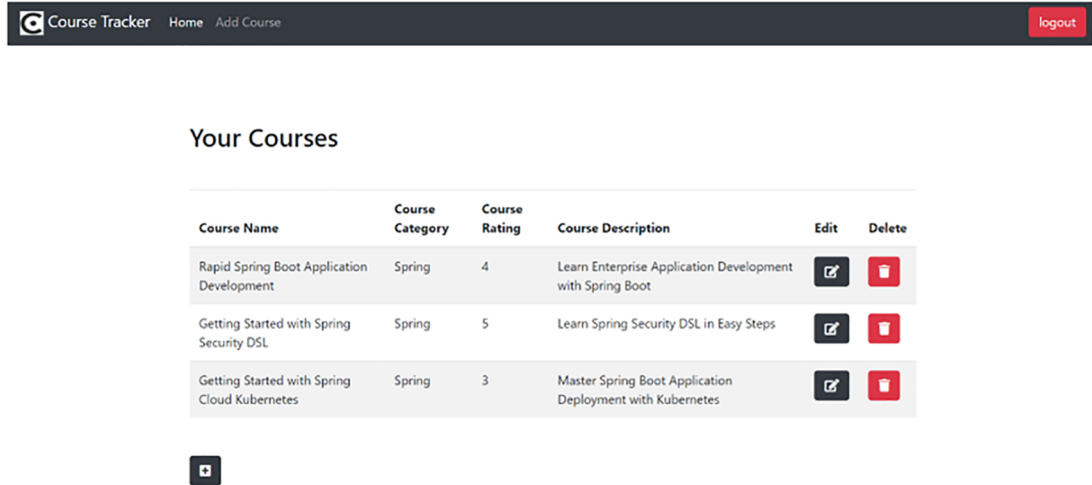 Course Tracker Home Add Course logout
Your Courses
Course Name Course Category Course Rating Course Description Edit Delete
Rapid Spring Boot Application Spring 4 Learn Enterprise Application Development
Development with Spring Boot
Getting Started with Spring Spring 5 Learn Spring Security DSL in Easy Steps
Security DSL
Getting Started with Spring Spring 3 Master Spring Boot Application
Cloud Kubernetes Deployment with Kubernetes